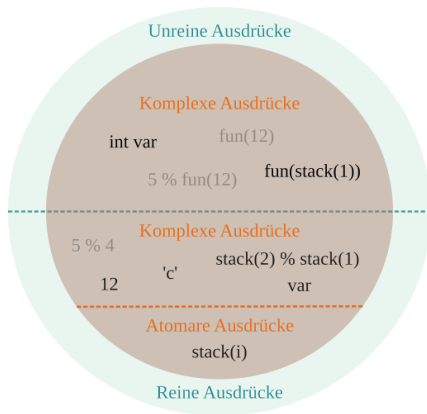 Unreine Ausdrücke
Komplexe Ausdrücke
int var
fun(12)
5 % fun(12)
fun(stack(1))
Komplexe Ausdrücke
5 % 4
12
'c'
stack(2) % stack(1)
var
Atomare Ausdrücke
stack(i)
Reine Ausdrücke